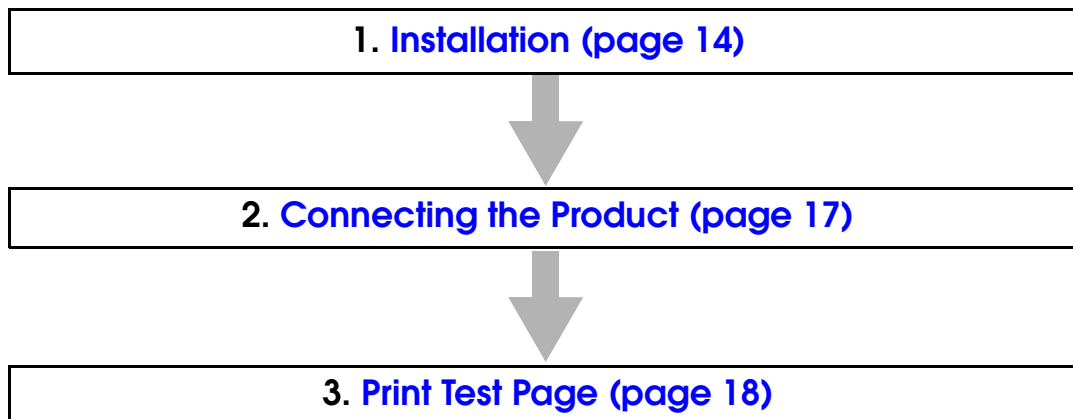 1. Installation (page 14)
2. Connecting the Product (page 17)
3. Print Test Page (page 18)